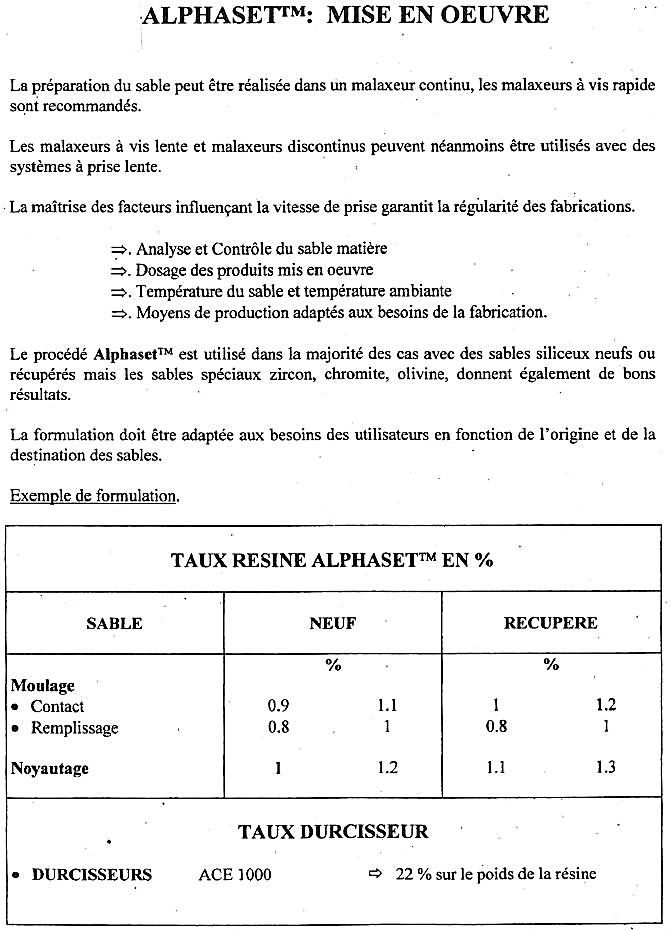 ALPHASET™: MISE EN OEUVRE
La préparation du sable peut être réalisée dans un malaxeur continu, les malaxeurs à vis rapide
sont recommandés.
Les malaxeurs à vis lente et malaxeurs discontinus peuvent néanmoins être utilisés avec des
systèmes à prise lente.
La maîtrise des facteurs influençant la vitesse de prise garantit la régularité des fabrications.
⇒. Analyse et Contrôle du sable matière
⇒. Dosage des produits mis en oeuvre
⇒. Température du sable et température ambiante
⇒. Moyens de production adaptés aux besoins de la fabrication.
Le procédé Alphaset™ est utilisé dans la majorité des cas avec des sables siliceux neufs ou
récupérés mais les sables spéciaux zircon, chromite, olivine, donnent également de bons
résultats.
La formulation doit être adaptée aux besoins des utilisateurs en fonction de l'origine et de la
destination des sables.
Exemple de formulation.
TAUX RESINE ALPHASET™ EN %
SABLE NEUF RECUPERE
% %
Moulage
• Contact 0.9 1.1 1 1.2
• Remplissage 0.8 1 0.8 1
Noyautage 1 1.2 1.1 1.3
TAUX DURCISSEUR
• DURCISSEURS ACE 1000 ⇨ 22 % sur le poids de la résine